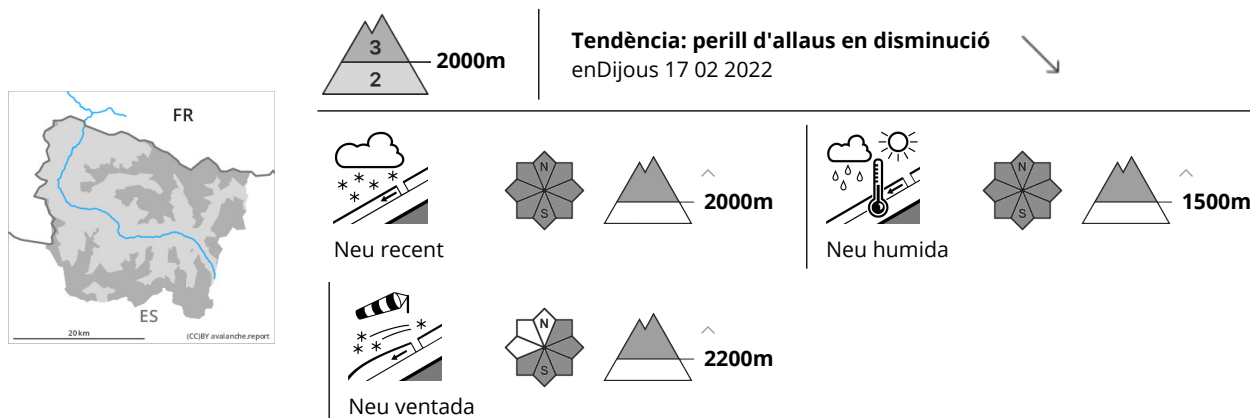 3
2
2000m
Tendència: perill d'allaus en disminució
enDijous 17 02 2022
FR
ES
20 km
(CC)BY avalanche.report
N
S
2000m
Neu recent
N
S
1500m
Neu humida
N
S
2200m
Neu ventada